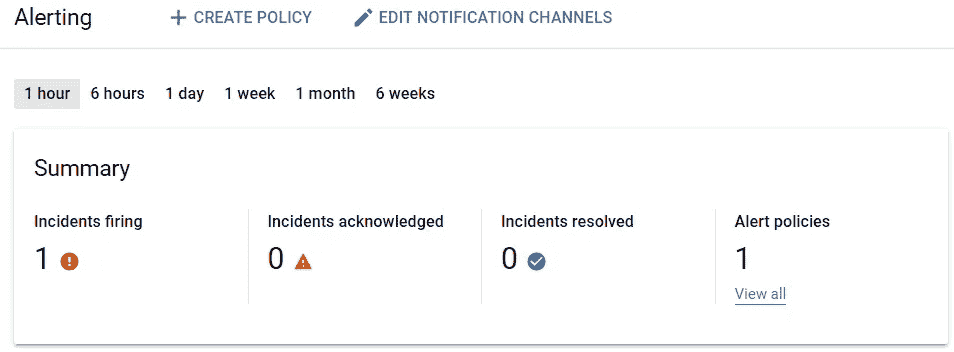 Alerting + CREATE POLICY EDIT NOTIFICATION CHANNELS
1 hour 6 hours 1 day 1 week 1 month 6 weeks
Summary
Incidents firing Incidents acknowledged Incidents resolved Alert policies
1 0 0 1
View all